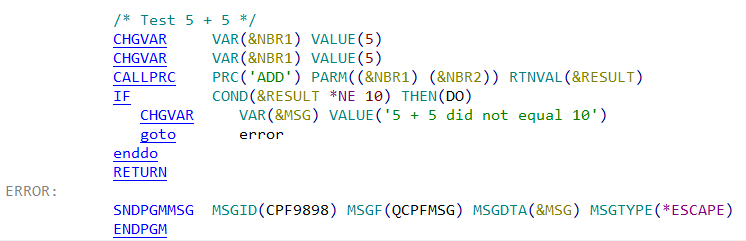 /* Test 5 + 5 */
CHGVAR VAR(&NBR1) VALUE(5)
CHGVAR VAR(&NBR1) VALUE(5)
CALLPRC PRC('ADD') PARM((&NBR1) (&NBR2)) RTNVAL(&RESULT)
IF COND(&RESULT *NE 10) THEN(DO)
CHGVAR VAR(&MSG) VALUE('5 + 5 did not equal 10')
goto error
enddo
RETURN
ERROR:
SNDPGMMSG MSGID(CPF9898) MSGF(QCPFMSG) MSGDTA(&MSG) MSGTYPE(*ESCAPE)
ENDPGM